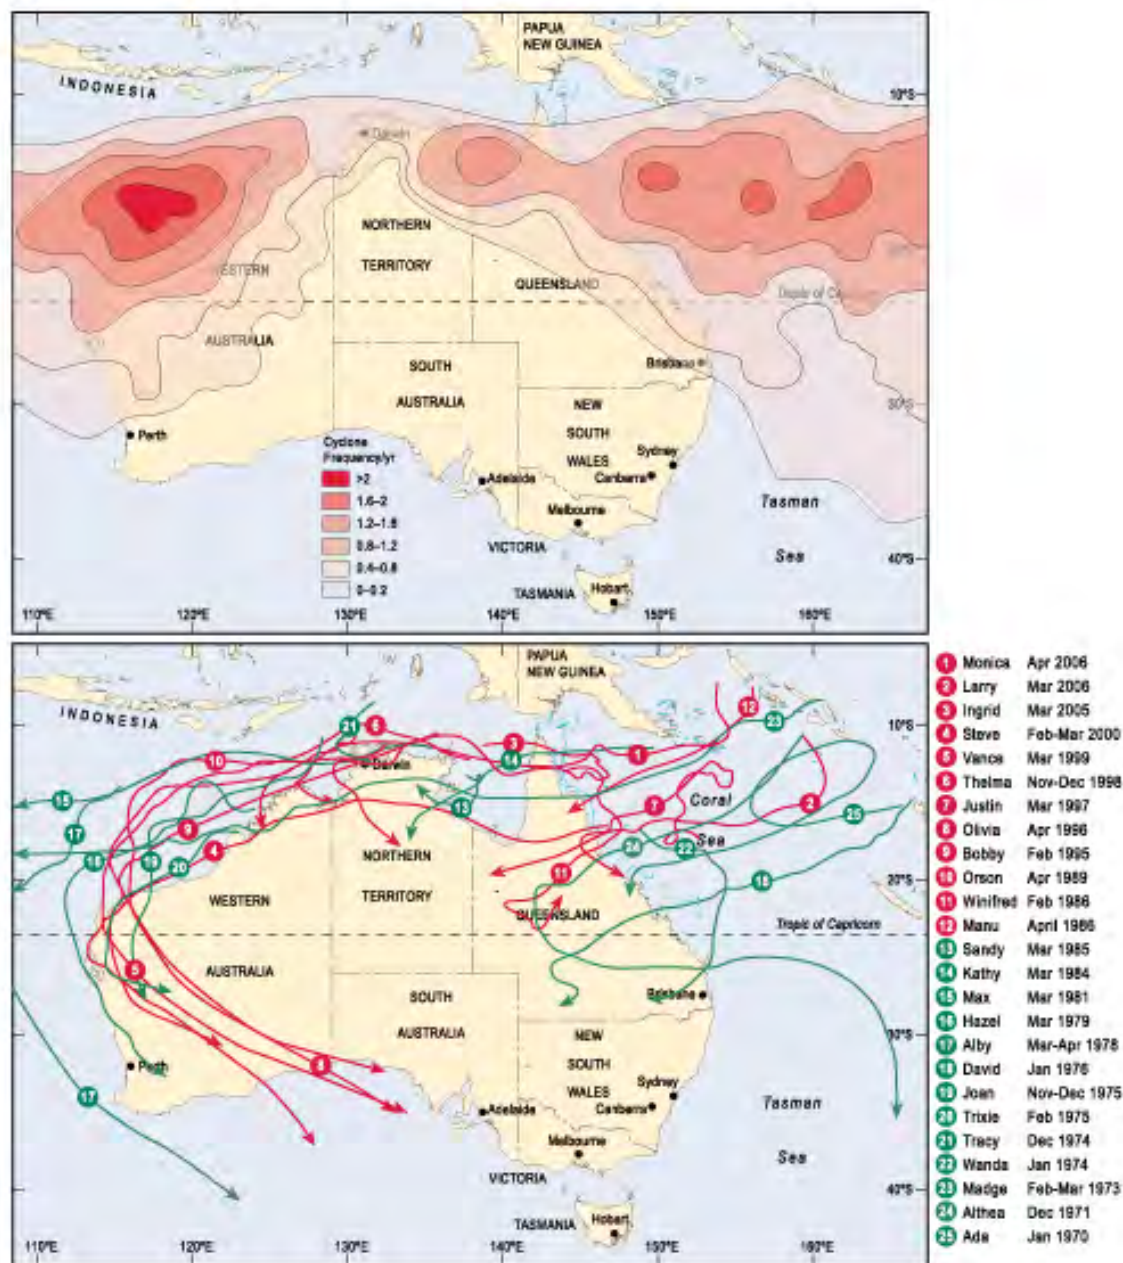 PAPUA
NEW GUINEA
INDONESIA
10°S
Darwin
NORTHERN
TERRITORY
WESTERN
QUEENSLAND
Tropic of Capricorn
AUSTRALIA
Brisbane
SOUTH
AUSTRALIA
30°S
NEW
SOUTH
WALES
Perth
Sydney
Canberra
Adelaide
Cyclone
Frequency/yr
>2
1.6–2
1.2–1.6
0.8–1.2
0.4–0.8
0–0.2
Melbourne
Tasman
Sea
VICTORIA
40°S
TASMANIA
Hobart
110°E 120°E 130°E 140°E 150°E 160°E
PAPUA
NEW GUINEA
INDONESIA
10°S
Darwin
Coral
Sea
NORTHERN
TERRITORY
20°S
WESTERN
QUEENSLAND
Tropic of Capricorn
AUSTRALIA
SOUTH
AUSTRALIA
Brisbane
30°S
NEW
SOUTH
WALES
Perth
Sydney
Canberra
Adelaide
Melbourne
Tasman
Sea
VICTORIA
40°S
TASMANIA
Hobart
110°E 120°E 130°E 140°E 150°E 160°E
1 Monica Apr 2006
2 Larry Mar 2006
3 Ingrid Mar 2005
4 Steve Feb-Mar 2000
5 Vance Mar 1999
6 Thelma Nov-Dec 1998
7 Justin Mar 1997
8 Olivia Apr 1996
9 Bobby Feb 1995
10 Orson Apr 1989
11 Winifred Feb 1986
12 Manu April 1986
13 Sandy Mar 1985
14 Kathy Mar 1984
15 Max Mar 1981
16 Hazel Mar 1979
17 Alby Mar-Apr 1978
18 David Jan 1976
19 Joan Nov-Dec 1975
20 Trixie Feb 1975
21 Tracy Dec 1974
22 Wanda Jan 1974
23 Madge Feb-Mar 1973
24 Althea Dec 1971
25 Ada Jan 1970